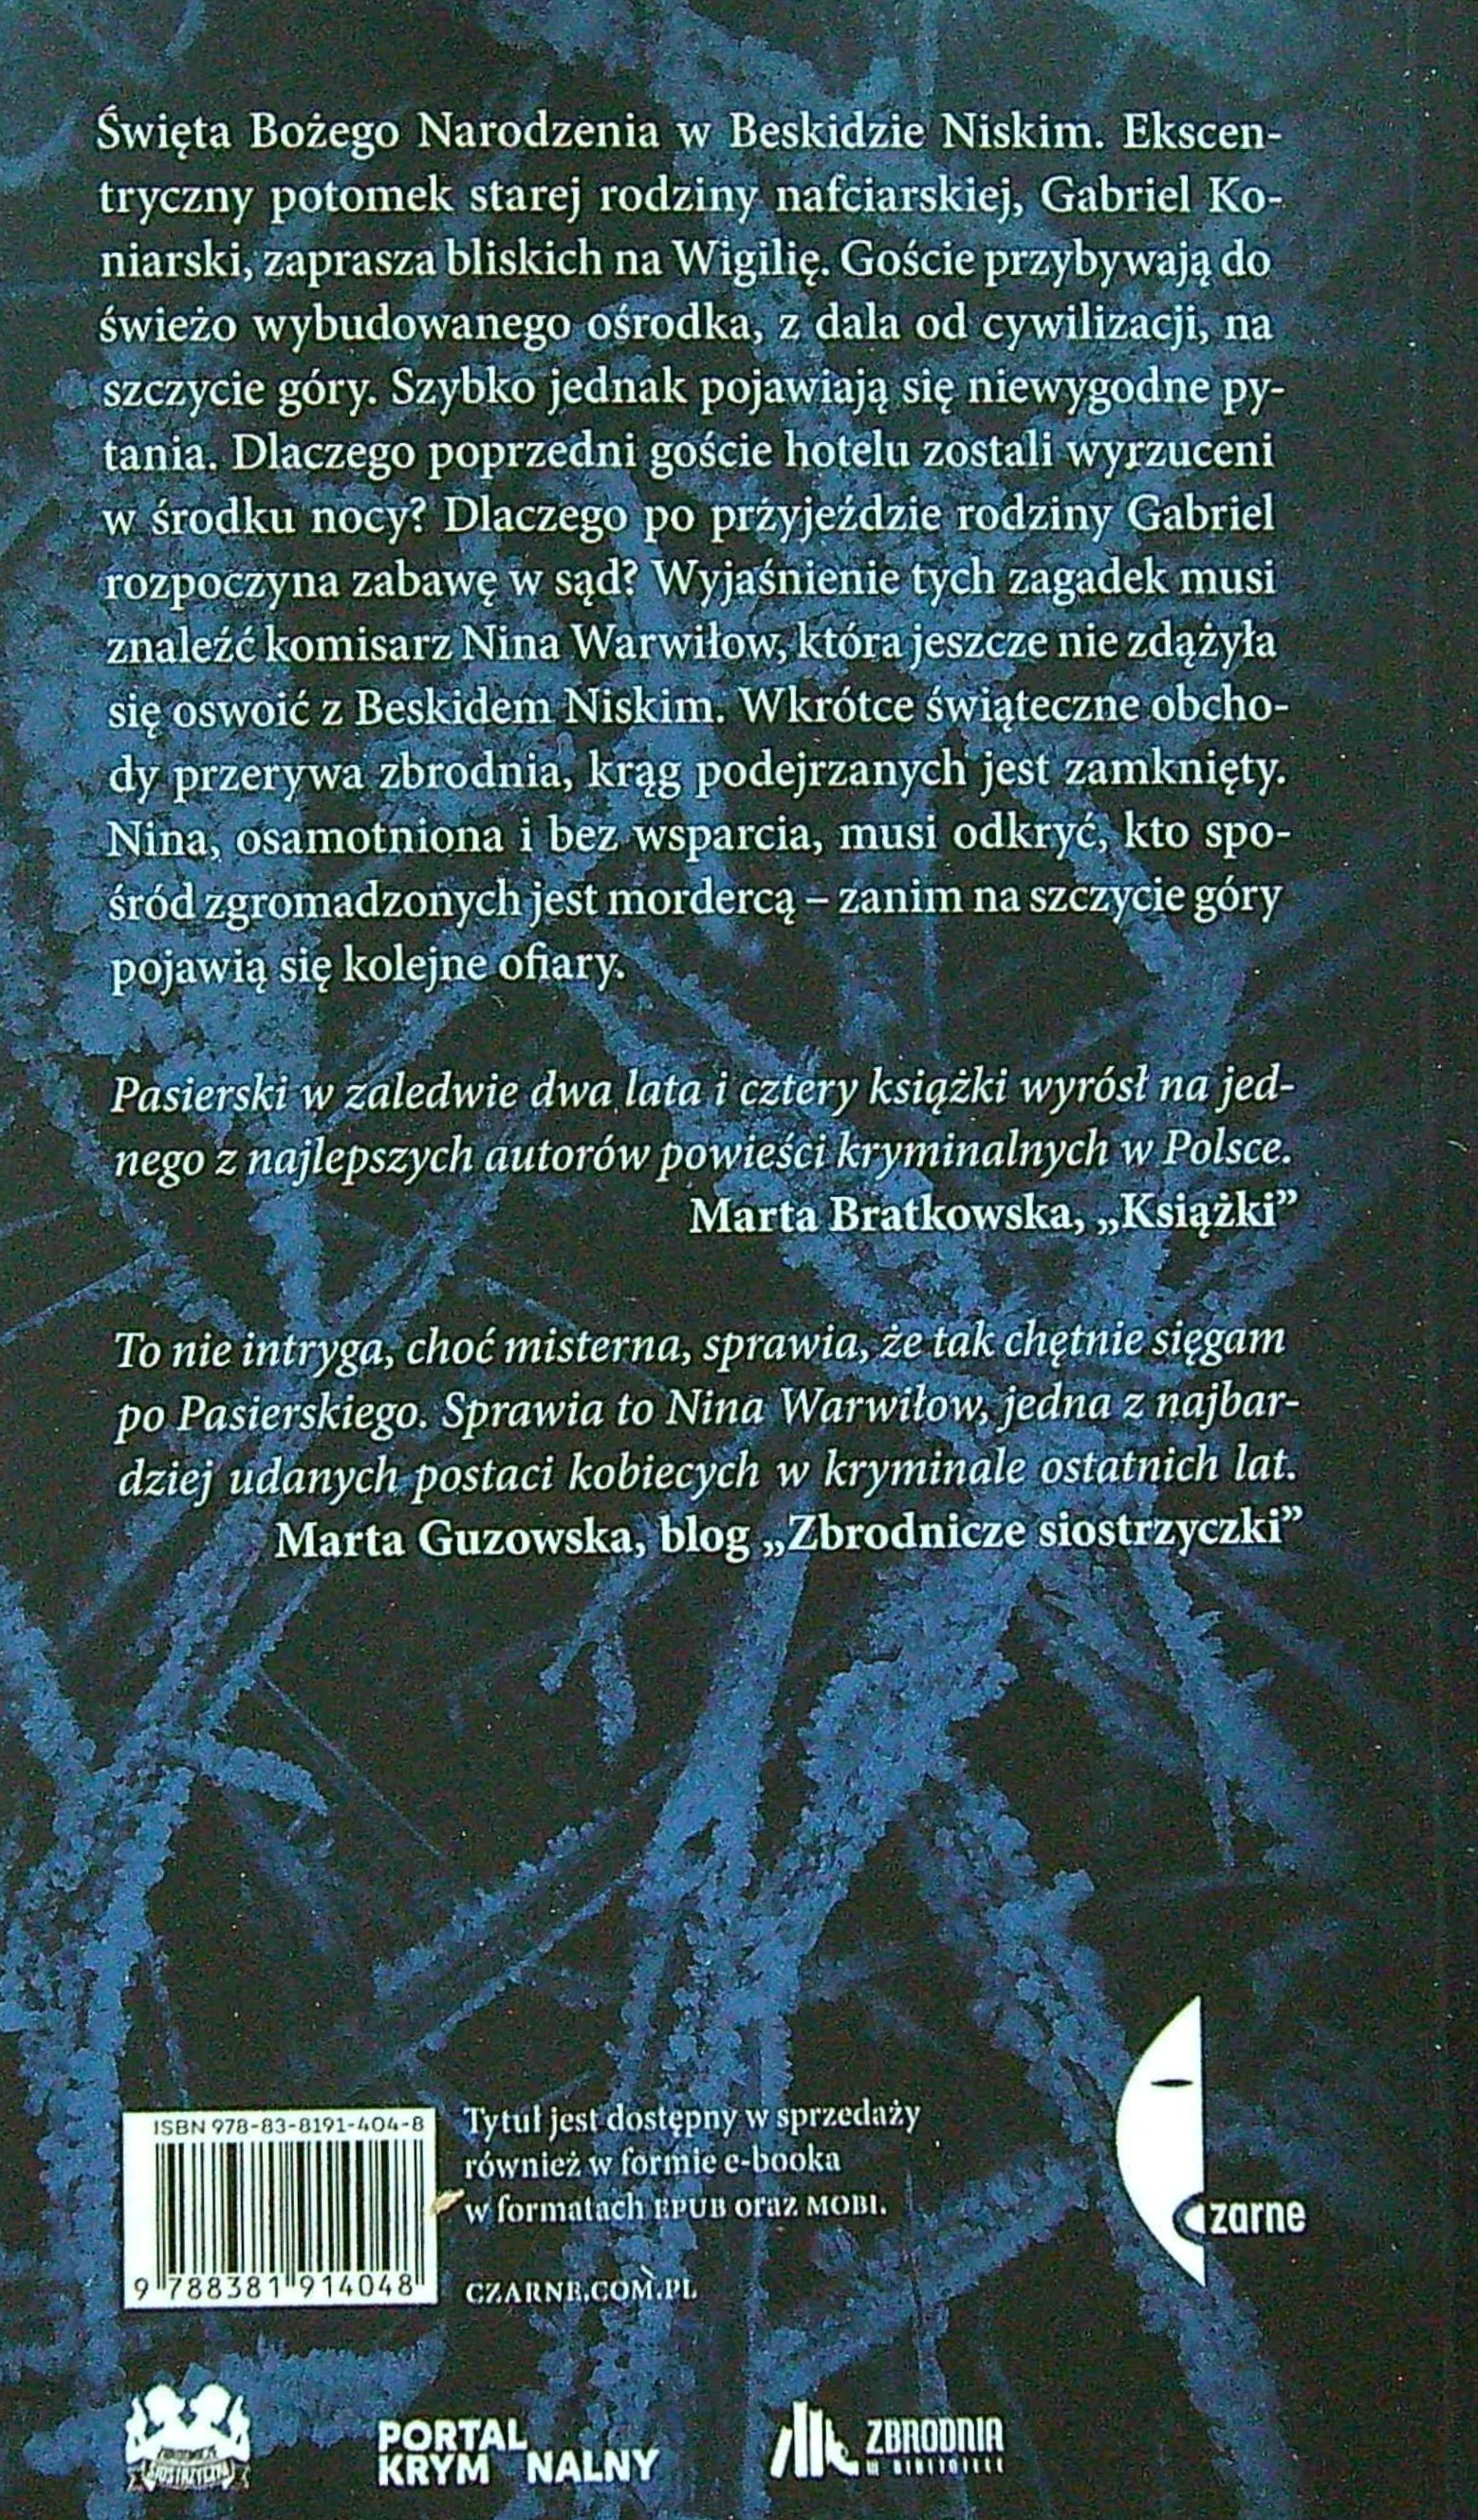 Święta Bożego Narodzenia w Beskidzie Niskim. Ekscen-
tryczny potomek starej rodziny nafciarskiej, Gabriel Ko-
niarski, zaprasza bliskich na Wigilię. Goście przybywają do
świeżo wybudowanego ośrodka, z dala od cywilizacji, na
szczycie góry. Szybko jednak pojawiają się niewygodne py-
tania. Dlaczego poprzedni goście hotelu zostali wyrzuceni
w środku nocy? Dlaczego po przyjeździe rodziny Gabriel
rozpoczyna zabawę w sąd? Wyjaśnienie tych zagadek musi
znaleźć komisarz Nina Warwiłow, która jeszcze nie zdążyła
się oswoić z Beskidem Niskim. Wkrótce świąteczne obcho-
dy przerywa zbrodnia, krąg podejrzanych jest zamknięty.
Nina, osamotniona i bez wsparcia, musi odkryć, kto spo-
śród zgromadzonych jest mordercą – zanim na szczycie góry
pojawią się kolejne ofiary.
Pasierski w zaledwie dwa lata i cztery książki wyrósł na jed-
nego z najlepszych autorów powieści kryminalnych w Polsce.
Marta Bratkowska, „Książki”
To nie intryga, choć misterna, sprawia, że tak chętnie sięgam
po Pasierskiego. Sprawia to Nina Warwiłow, jedna z najbar-
dziej udanych postaci kobiecych w kryminale ostatnich lat.
Marta Guzowska, blog „Zbrodnicze siostrzyczki”
ISBN 978-83-8191-404-8
9 788381 914048
Tytuł jest dostępny w sprzedaży
również w formie e-booka
w formatach EPUB oraz MOBI.
CZARNE.COM.PL
czarne
SIOSTRZYCZKI
PORTAL
KRYM NALNY
ZBRODNIA
W BIBLIOTECE